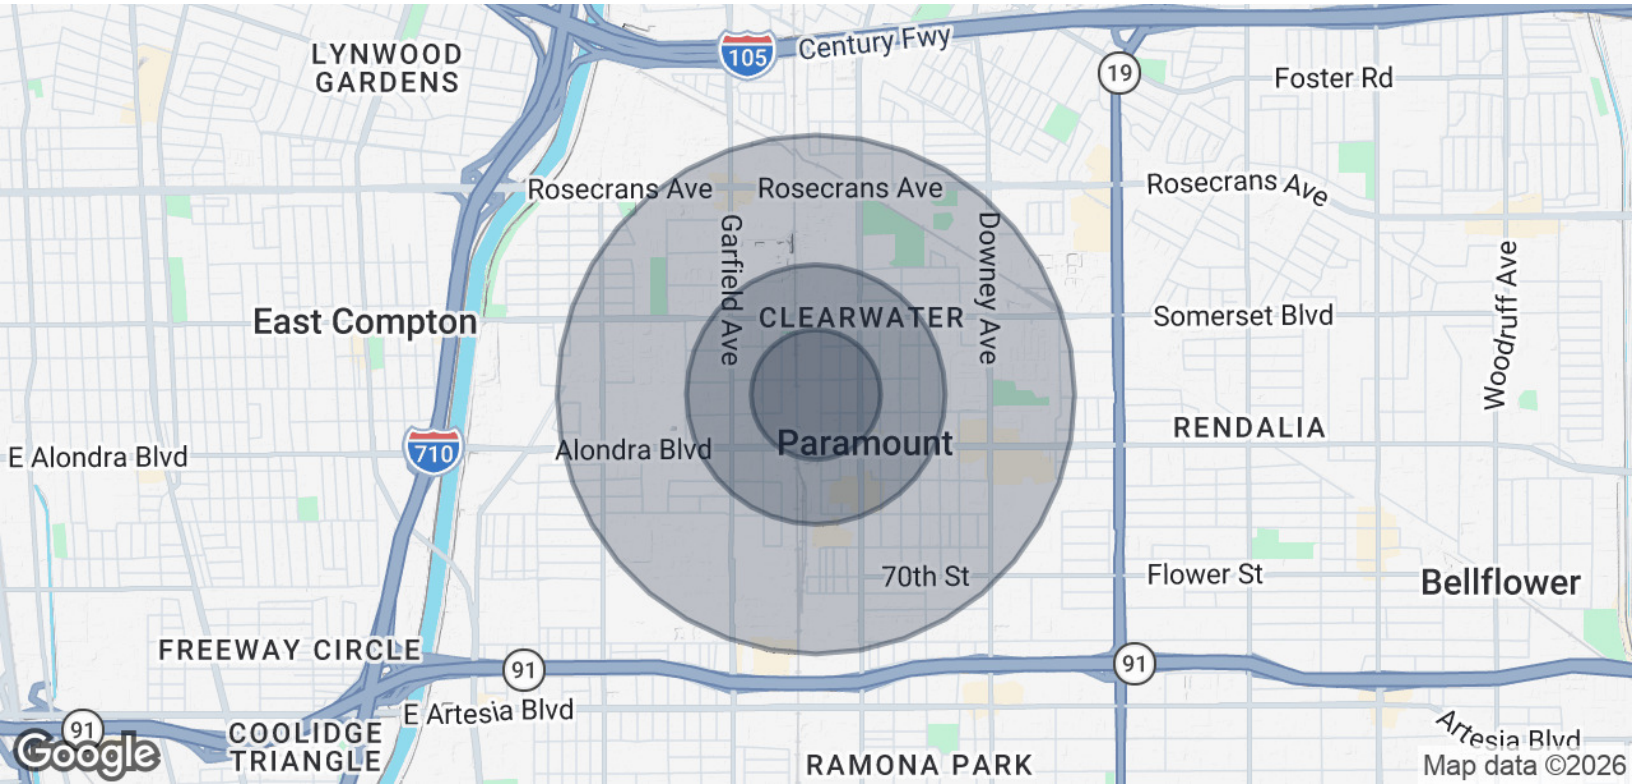 LYNWOOD
GARDENS
105
Century Fwy
19
Foster Rd
Rosecrans Ave
Rosecrans Ave
Rosecrans Ave
Garfield Ave
Downey Ave
Woodruff Ave
East Compton
CLEARWATER
Somerset Blvd
E Alondra Blvd
710
Alondra Blvd
Paramount
RENDALIA
70th St
Flower St
Bellflower
FREEWAY CIRCLE
91
91
E Artesia Blvd
91
COOLIDGE
TRIANGLE
Artesia Blvd
Google
RAMONA PARK
Map data ©2026